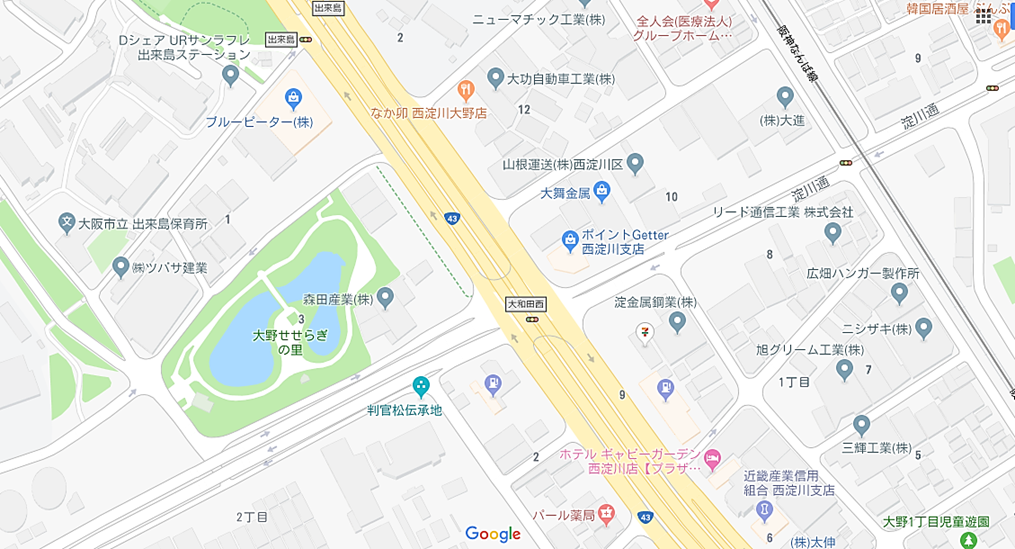 出来島
ニューマチック工業(株)
全人会(医療法人)
グループホーム…
韓国居酒屋 ぷんぷ
Dシェア URサンラフレ
出来島ステーション
出来島
2
阪神なんば線
9
大功自動車工業(株)
なか卯 西淀川大野店
12
ブルーピーター(株)
(株)大進
淀川通
山根運送(株)西淀川区
大舞金属
10
淀川通
リード通信工業 株式会社
大阪市立 出来島保育所
1
43
ポイントGetter
西淀川支店
8
㈱ツバサ建業
広畑ハンガー製作所
森田産業(株)
3
大野せせらぎ
の里
大和田西
淀金属鋼業(株)
7
ニシザキ(株)
旭グリーム工業(株)
7
1丁目
判官松伝承地
9
三輝工業(株)
5
ホテル ギャビーガーデン
西淀川店【プラザ…
2
近畿産業信用
組合 西淀川支店
2丁目
パール薬局
43
Google
6
(株)太伸
大野1丁目児童遊園